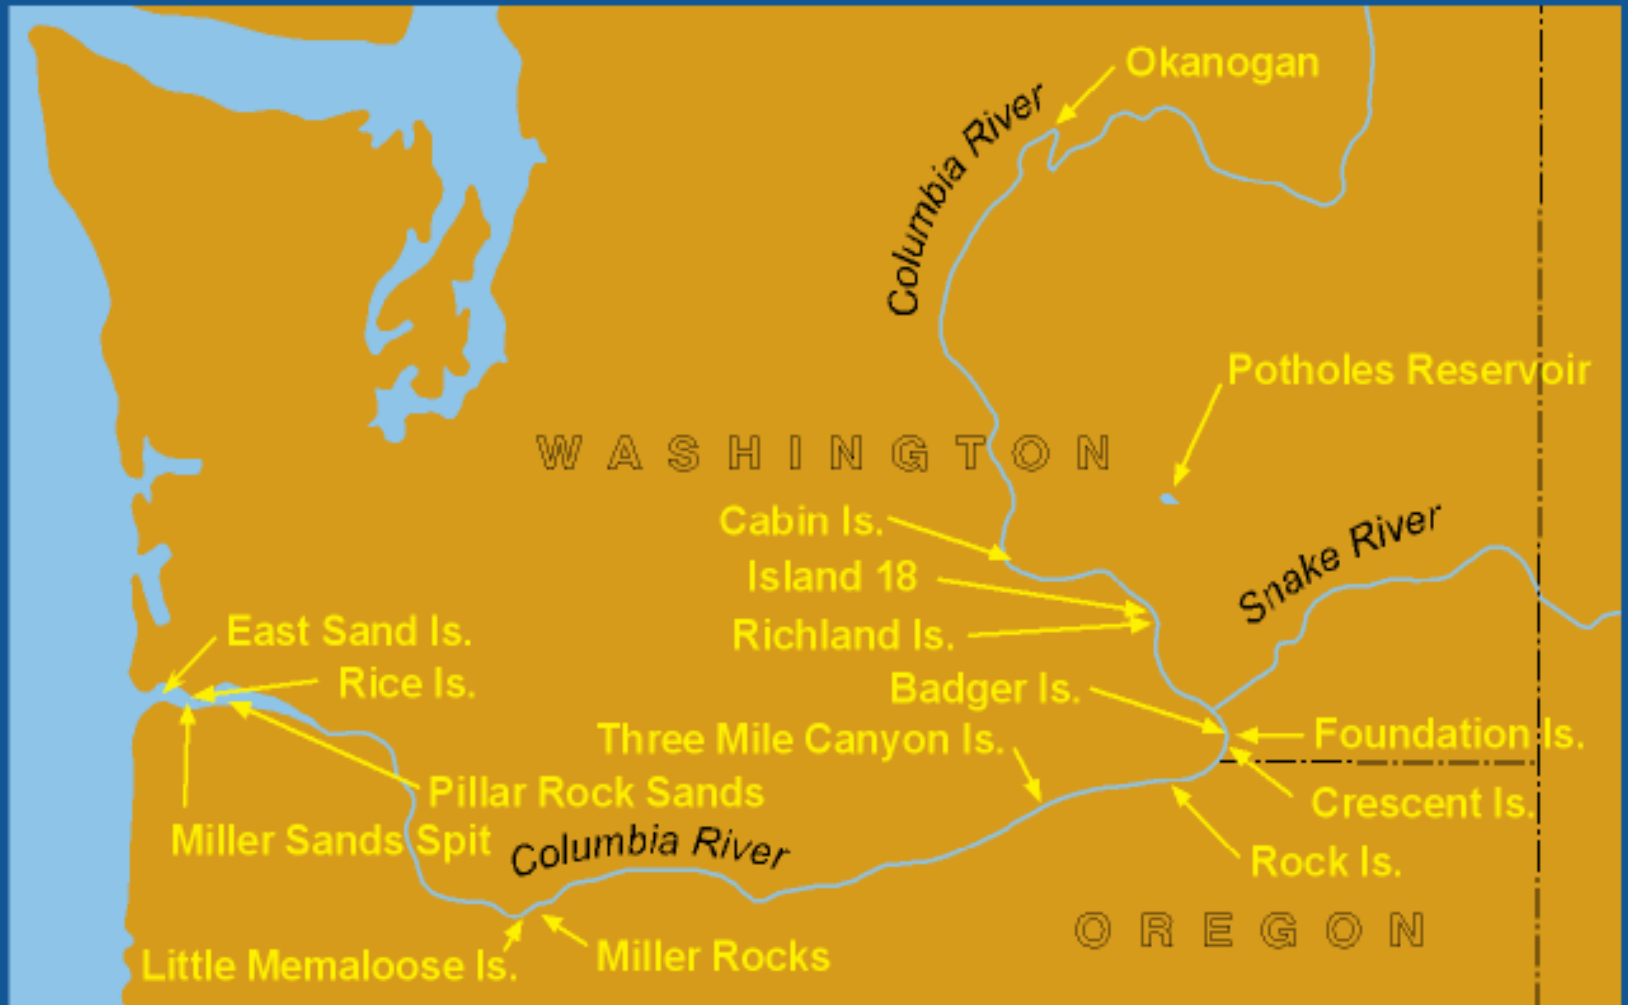 Okanogan
Columbia River
Potholes Reservoir
WASHINGTON
Cabin Is.
Snake River
Island 18
East Sand Is.
Richland Is.
Rice Is.
Badger Is.
Three Mile Canyon Is.
Foundation Is.
Pillar Rock Sands
Crescent Is.
Miller Sands Spit
Columbia River
Rock Is.
OREGON
Little Memaloose Is.
Miller Rocks